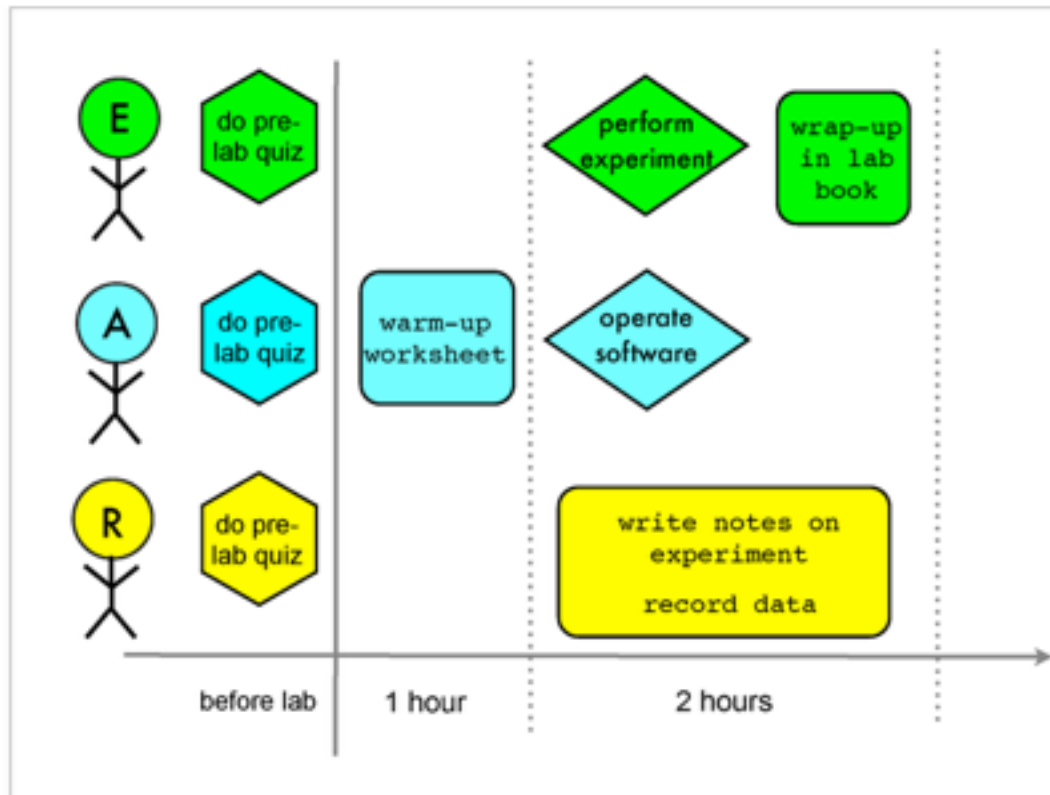 E
do pre-
lab quiz
perform
experiment
wrap-up
in lab
book
A
do pre-
lab quiz
warm-up
worksheet
operate
software
R
do pre-
lab quiz
write notes on
experiment
record data
before lab
1 hour
2 hours